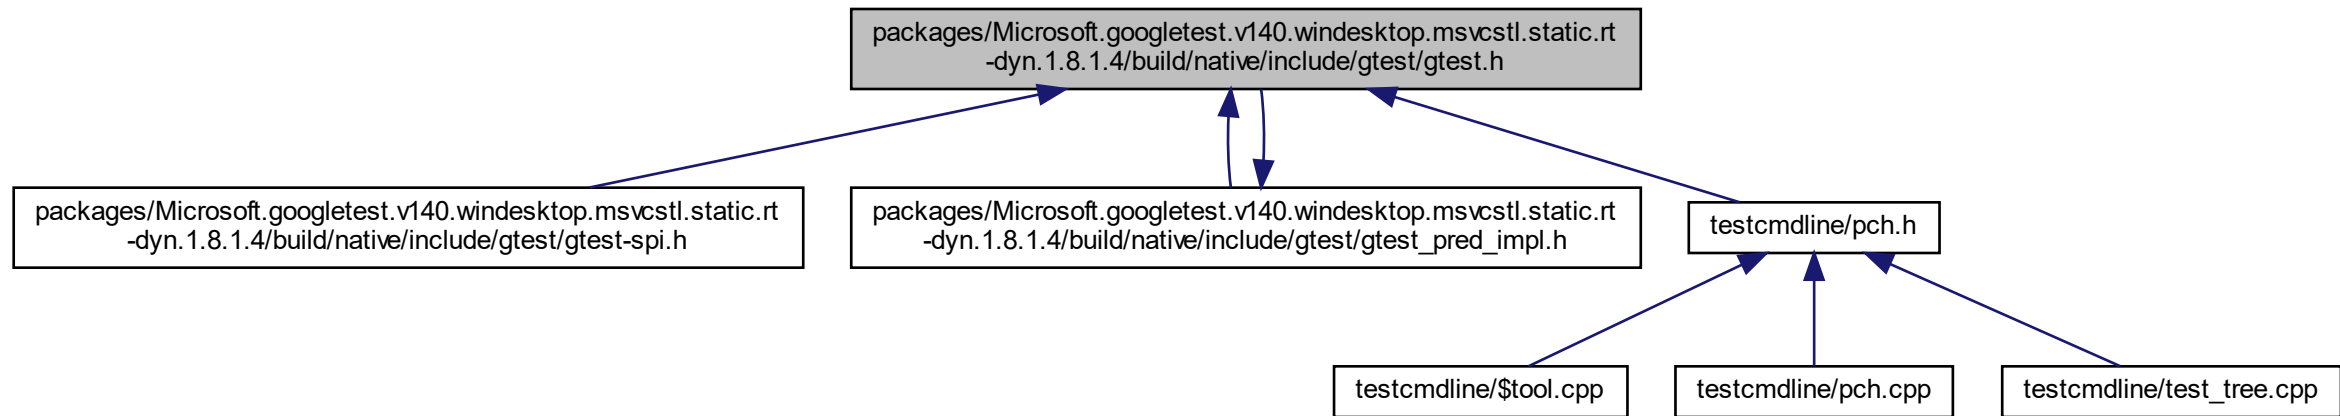 packages/Microsoft.googletest.v140.windesktop.msvcstl.static.rt
-dyn.1.8.1.4/build/native/include/gtest/gtest.h
packages/Microsoft.googletest.v140.windesktop.msvcstl.static.rt
-dyn.1.8.1.4/build/native/include/gtest/gtest-spi.h
packages/Microsoft.googletest.v140.windesktop.msvcstl.static.rt
-dyn.1.8.1.4/build/native/include/gtest/gtest_pred_impl.h
testcmdline/pch.h
testcmdline/$tool.cpp
testcmdline/pch.cpp
testcmdline/test_tree.cpp